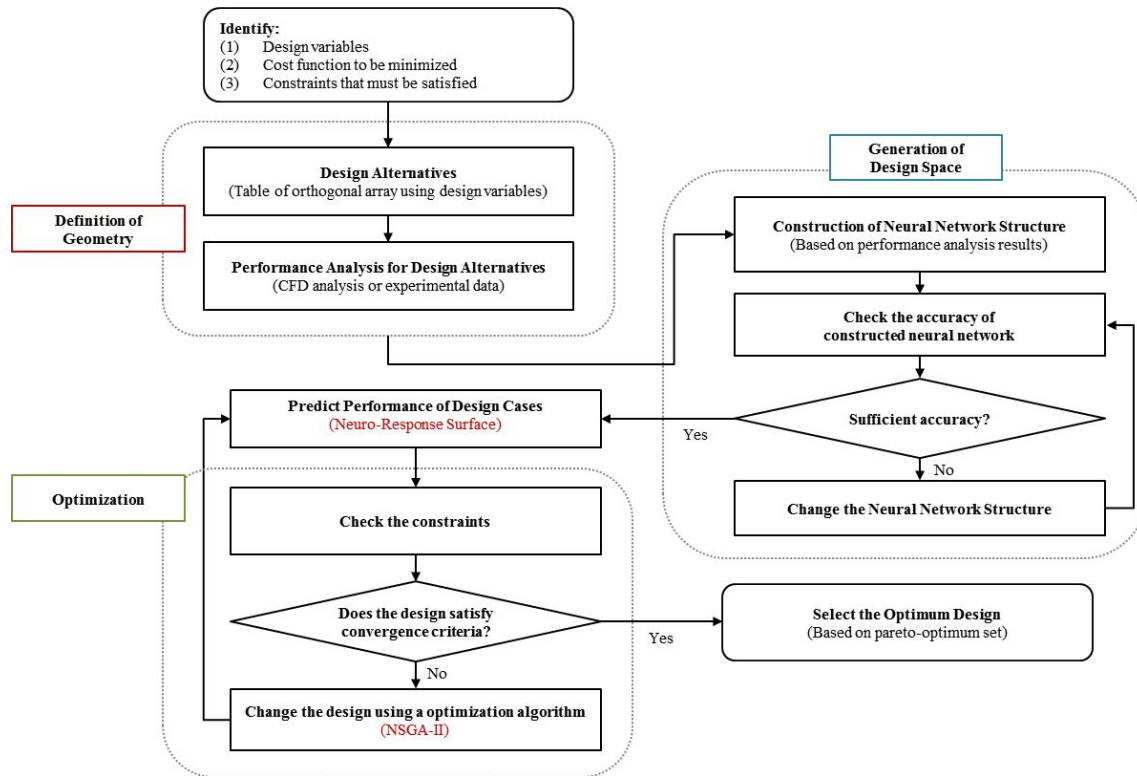 Identify:
(1) Design variables
(2) Cost function to be minimized
(3) Constraints that must be satisfied
Definition of
Geometry
Design Alternatives
(Table of orthogonal array using design variables)
Performance Analysis for Design Alternatives
(CFD analysis or experimental data)
Generation of
Design Space
Construction of Neural Network Structure
(Based on performance analysis results)
Check the accuracy of
constructed neural network
Sufficient accuracy?
Yes
No
Change the Neural Network Structure
Predict Performance of Design Cases
(Neuro-Response Surface)
Optimization
Check the constraints
Does the design satisfy
convergence criteria?
Yes
No
Change the design using a optimization algorithm
(NSGA-II)
Select the Optimum Design
(Based on pareto-optimum set)